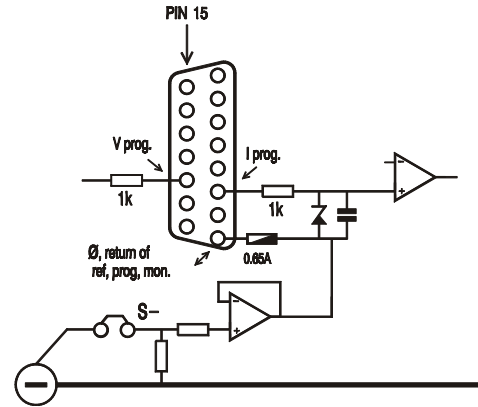 PIN 15
V prog.
I prog.
1k
1k
Ø, return of
ref, prog, mon.
0.65A
S−